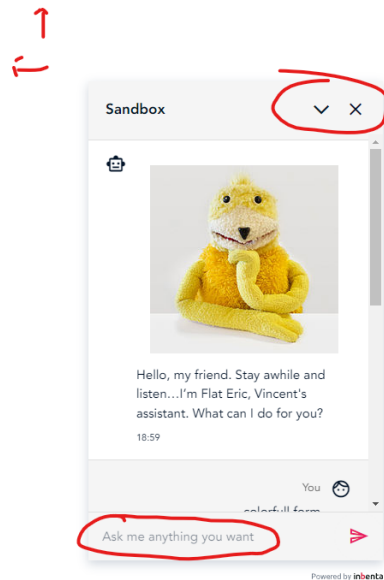 Sandbox
Hello, my friend. Stay awhile and
listen...I'm Flat Eric, Vincent's
assistant. What can I do for you?
18:59
You
colorfull form
Ask me anything you want
Powered by inbenta